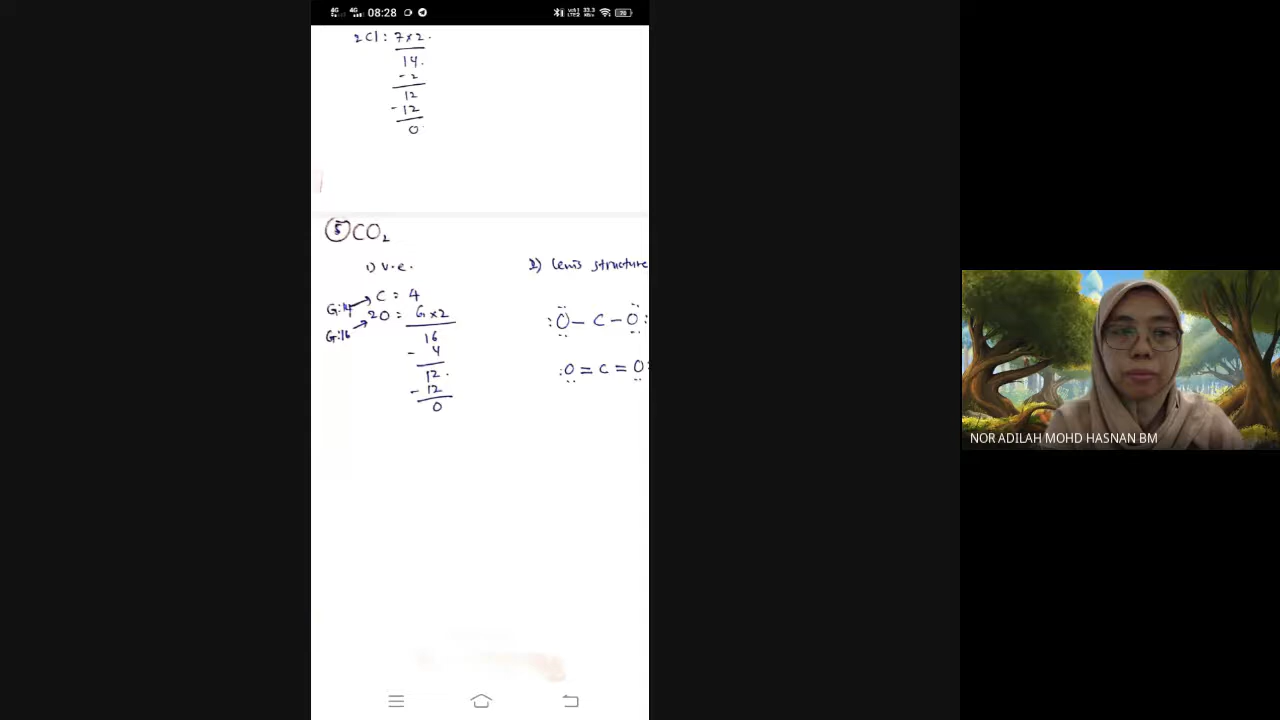 08:28
70
2Cl : 7×2.
14.
- 2
12
- 12
0
⑤ CO₂
1) v.e.
2) lewis structure
G:14 → C = 4
G:16 → 2O = 6×2
16
- 4
12.
- 12
0
:O – C – O:
:O = C = O:
NOR ADILAH MOHD HASNAN BM